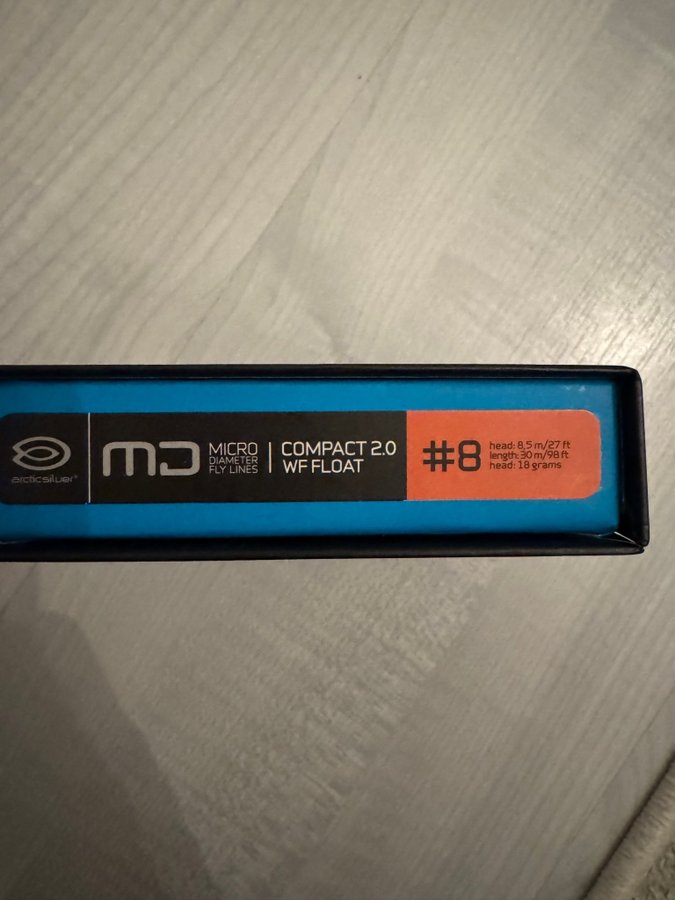 arcticsilver®
MD
MICRO
DIAMETER
FLY LINES
COMPACT 2.0
WF FLOAT
#8
head: 8,5 m/27 ft
length: 30 m/98 ft
head: 18 grams